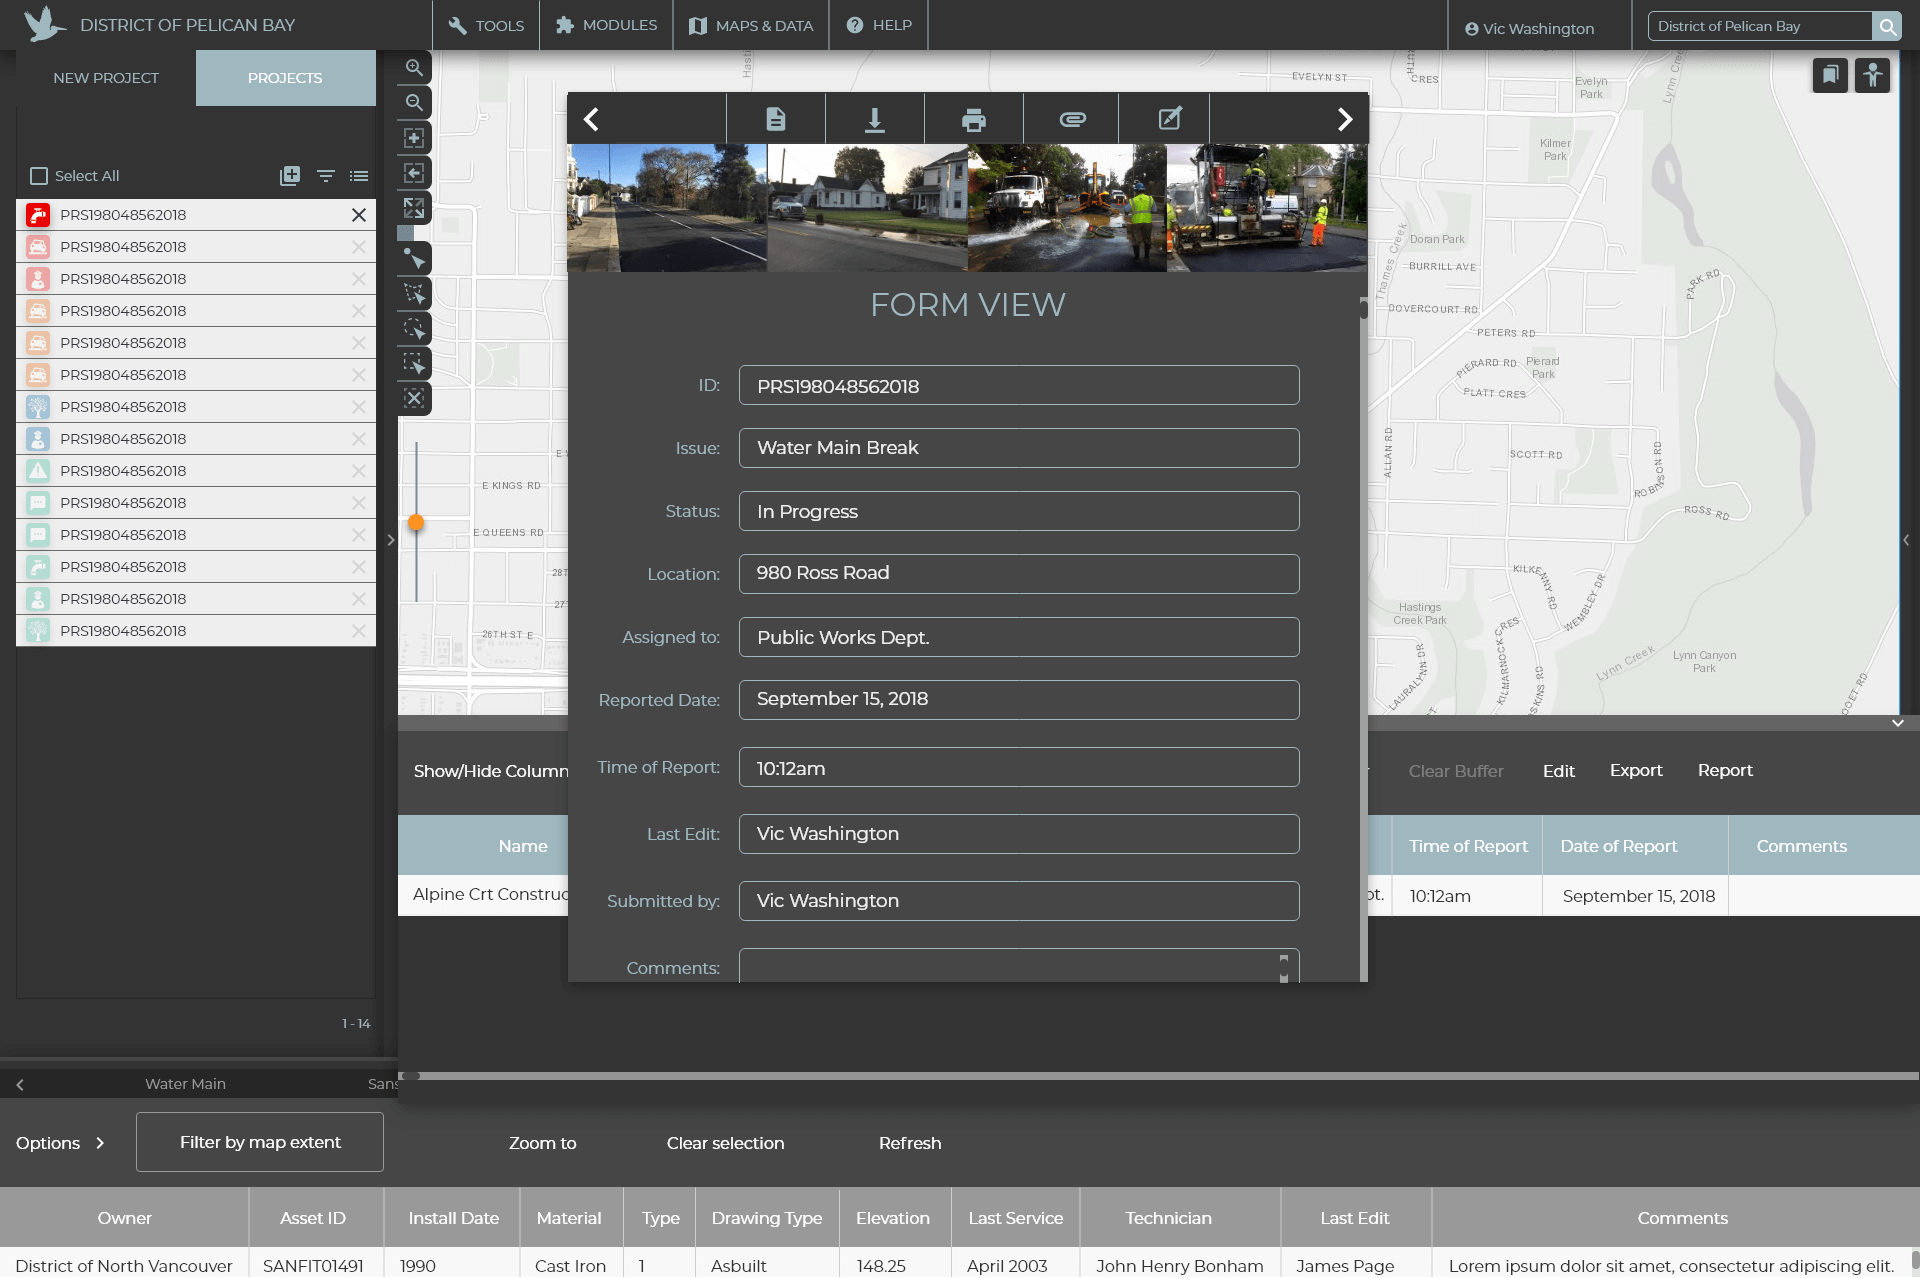 DISTRICT OF PELICAN BAY
TOOLS
MODULES
MAPS & DATA
HELP
Vic Washington
District of Pelican Bay
NEW PROJECT
PROJECTS
Select All
PRS198048562018
PRS198048562018
PRS198048562018
PRS198048562018
PRS198048562018
PRS198048562018
PRS198048562018
PRS198048562018
PRS198048562018
PRS198048562018
PRS198048562018
PRS198048562018
PRS198048562018
PRS198048562018
1 - 14
EVELYN ST
CRES
Evelyn
Park
Lynn Cree
Kilmer
Park
Thames Creek
Doran Park
BURRILL AVE
DOVERCOURT RD
PARK RD
PETERS RD
PIERARD RD
Pierard
Park
PLATT CRES
ALLAN RD
SCOTT RD
ROBINSON RD
ROSS RD
KILKENNY RD
WEMBLEY DR
Hastings
Creek Park
KILMARNOCK CRES
LAURALYNN DR
Lynn Creek
Lynn Canyon
Park
E KINGS RD
E QUEENS RD
28T
27T
26TH ST E
FORM VIEW
ID: PRS198048562018
Issue: Water Main Break
Status: In Progress
Location: 980 Ross Road
Assigned to: Public Works Dept.
Reported Date: September 15, 2018
Time of Report: 10:12am
Last Edit: Vic Washington
Submitted by: Vic Washington
Comments:
Show/Hide Column
Clear Buffer
Edit
Export
Report
Name
Time of Report
Date of Report
Comments
Alpine Crt Construc
pt.
10:12am
September 15, 2018
Water Main
Sans
Options
Filter by map extent
Zoom to
Clear selection
Refresh
Owner Asset ID Install Date Material Type Drawing Type Elevation Last Service Technician Last Edit Comments
District of North Vancouver SANFIT01491 1990 Cast Iron 1 Asbuilt 148.25 April 2003 John Henry Bonham James Page Lorem ipsum dolor sit amet, consectetur adipiscing elit.